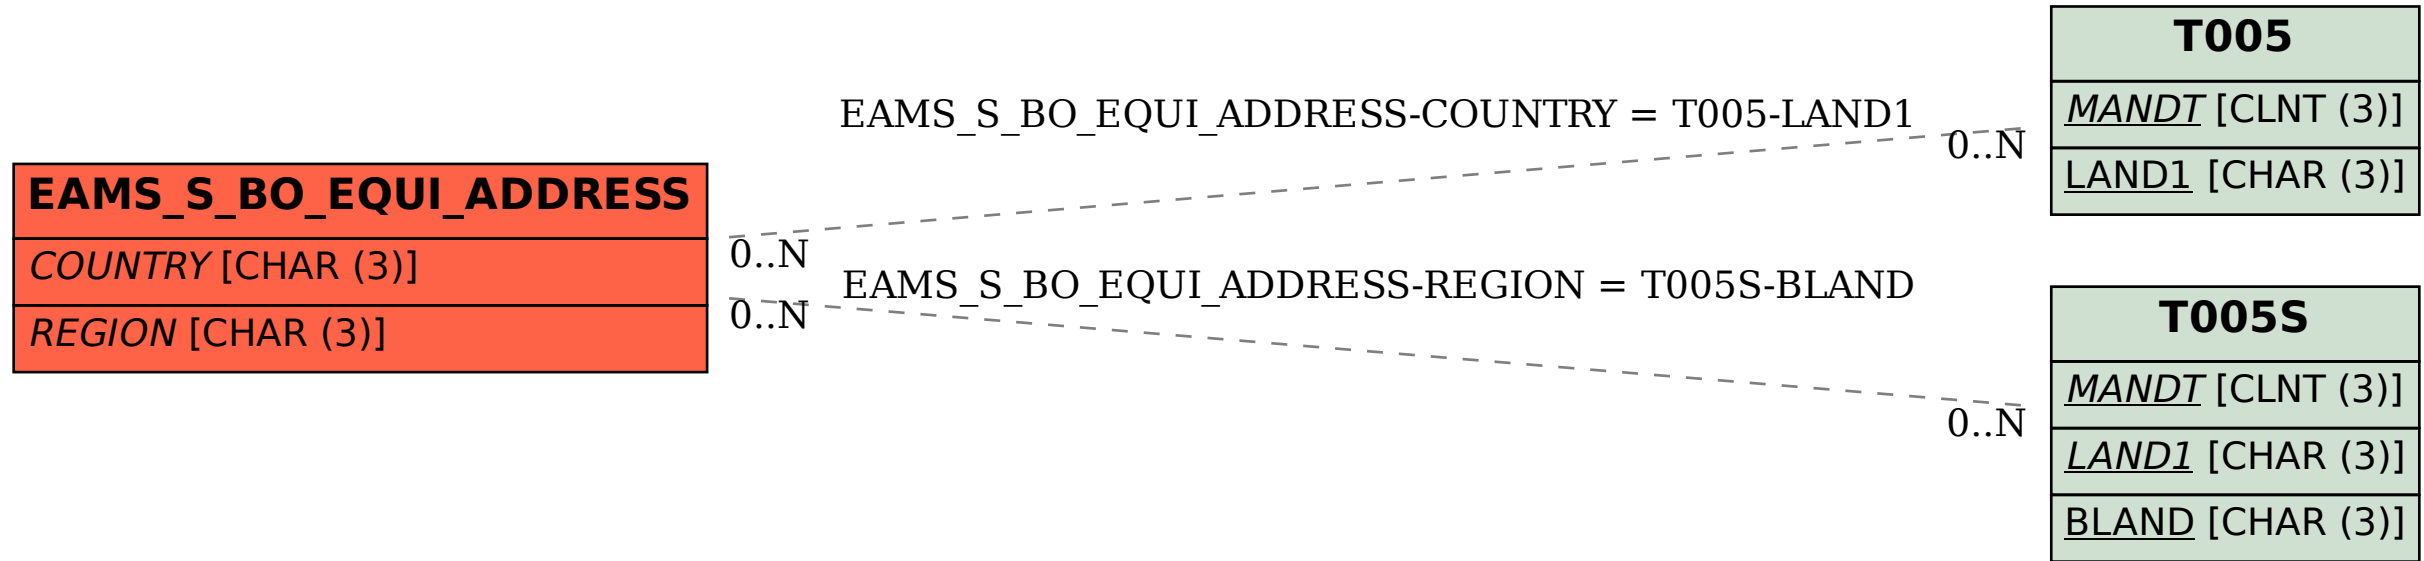 EAMS_S_BO_EQUI_ADDRESS
COUNTRY [CHAR (3)]
REGION [CHAR (3)]
EAMS_S_BO_EQUI_ADDRESS-COUNTRY = T005-LAND1
0..N
0..N
EAMS_S_BO_EQUI_ADDRESS-REGION = T005S-BLAND
0..N
0..N
T005
MANDT [CLNT (3)]
LAND1 [CHAR (3)]
T005S
MANDT [CLNT (3)]
LAND1 [CHAR (3)]
BLAND [CHAR (3)]